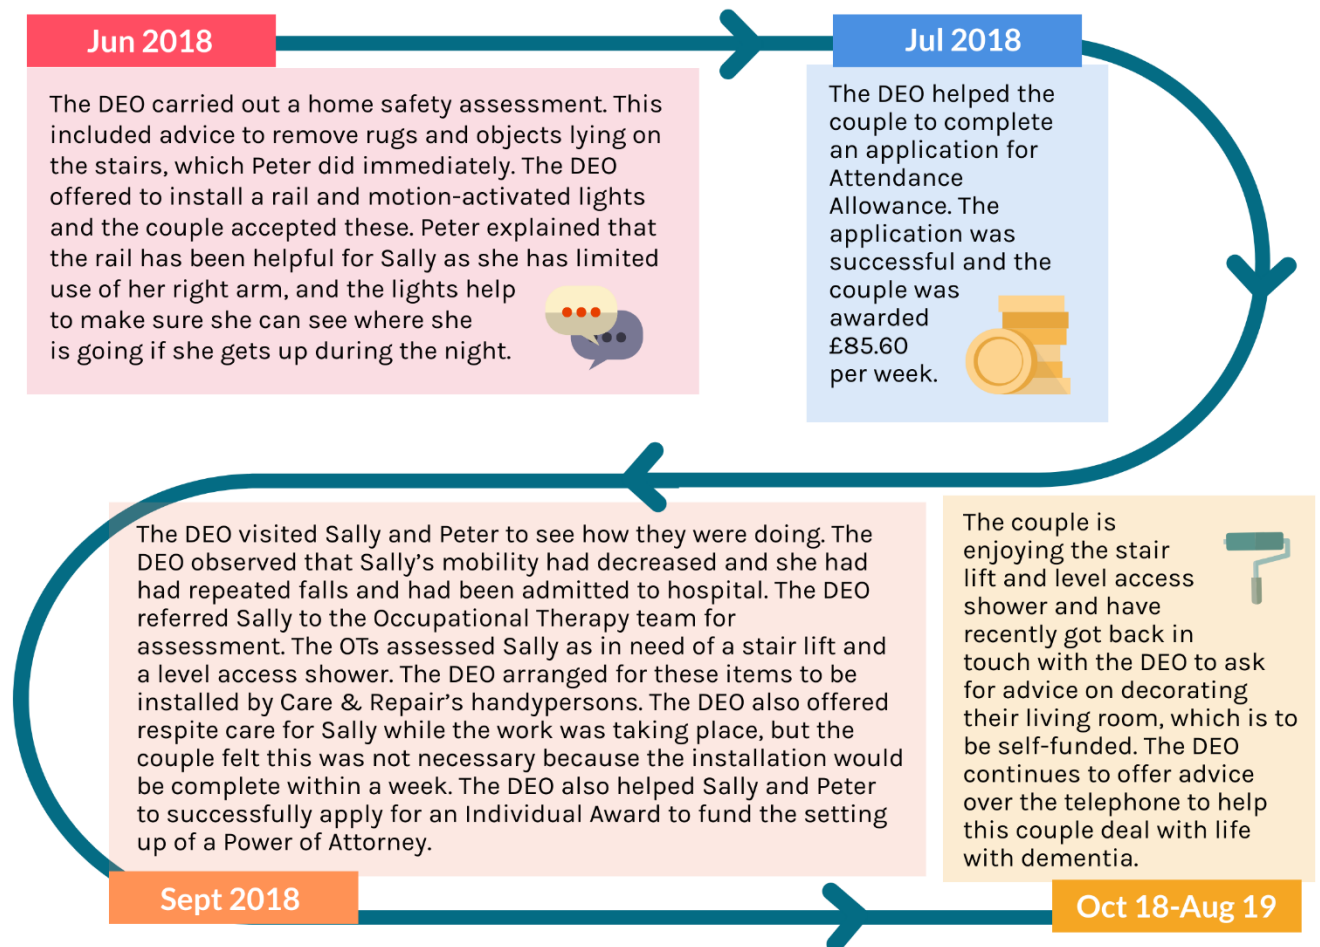 Jun 2018
The DEO carried out a home safety assessment. This
included advice to remove rugs and objects lying on
the stairs, which Peter did immediately. The DEO
offered to install a rail and motion-activated lights
and the couple accepted these. Peter explained that
the rail has been helpful for Sally as she has limited
use of her right arm, and the lights help
to make sure she can see where she
is going if she gets up during the night.
Jul 2018
The DEO helped the
couple to complete
an application for
Attendance
Allowance. The
application was
successful and the
couple was
awarded
£85.60
per week.
Sept 2018
The DEO visited Sally and Peter to see how they were doing. The
DEO observed that Sally’s mobility had decreased and she had
had repeated falls and had been admitted to hospital. The DEO
referred Sally to the Occupational Therapy team for
assessment. The OTs assessed Sally as in need of a stair lift and
a level access shower. The DEO arranged for these items to be
installed by Care & Repair’s handypersons. The DEO also offered
respite care for Sally while the work was taking place, but the
couple felt this was not necessary because the installation would
be complete within a week. The DEO also helped Sally and Peter
to successfully apply for an Individual Award to fund the setting
up of a Power of Attorney.
Oct 18-Aug 19
The couple is
enjoying the stair
lift and level access
shower and have
recently got back in
touch with the DEO to ask
for advice on decorating
their living room, which is to
be self-funded. The DEO
continues to offer advice
over the telephone to help
this couple deal with life
with dementia.